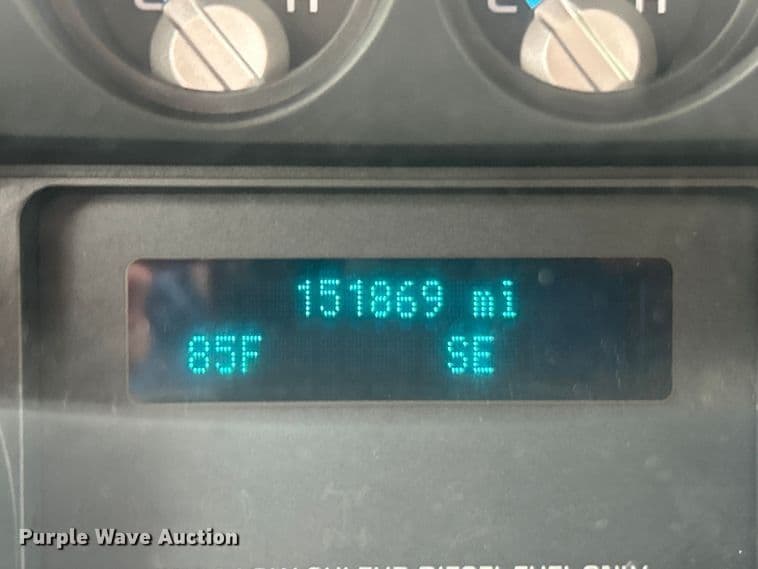 151869 mi
85F SE
Purple Wave Auction